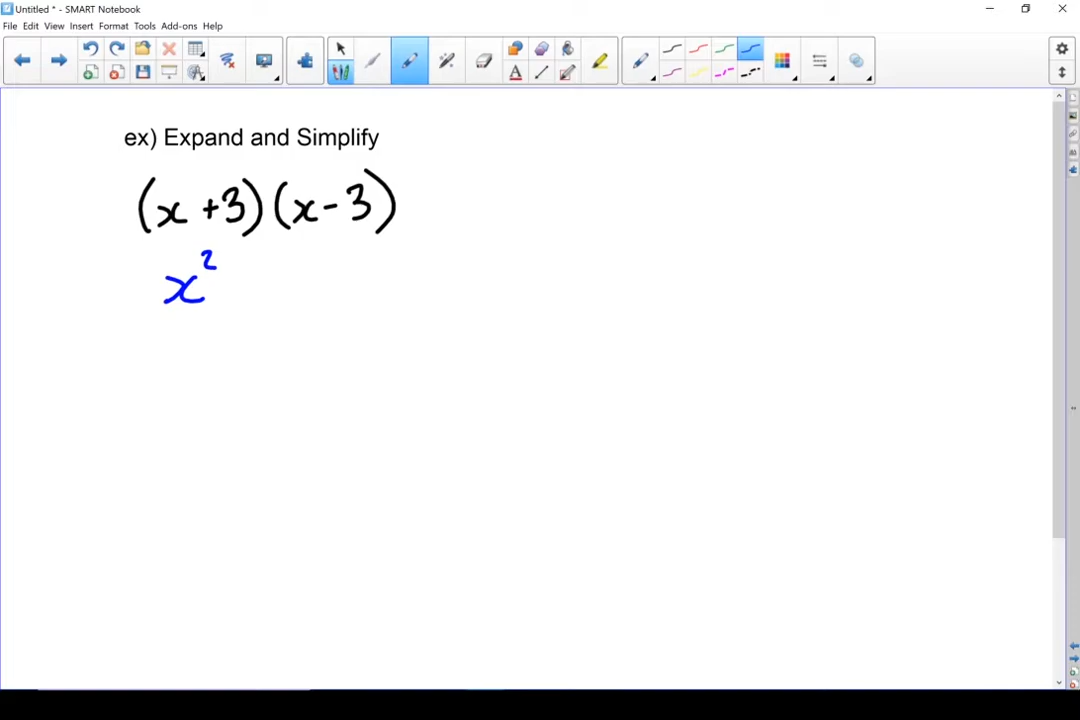 Untitled * - SMART Notebook
File Edit View Insert Format Tools Add-ons Help
ex) Expand and Simplify
(x + 3)(x - 3)
x²